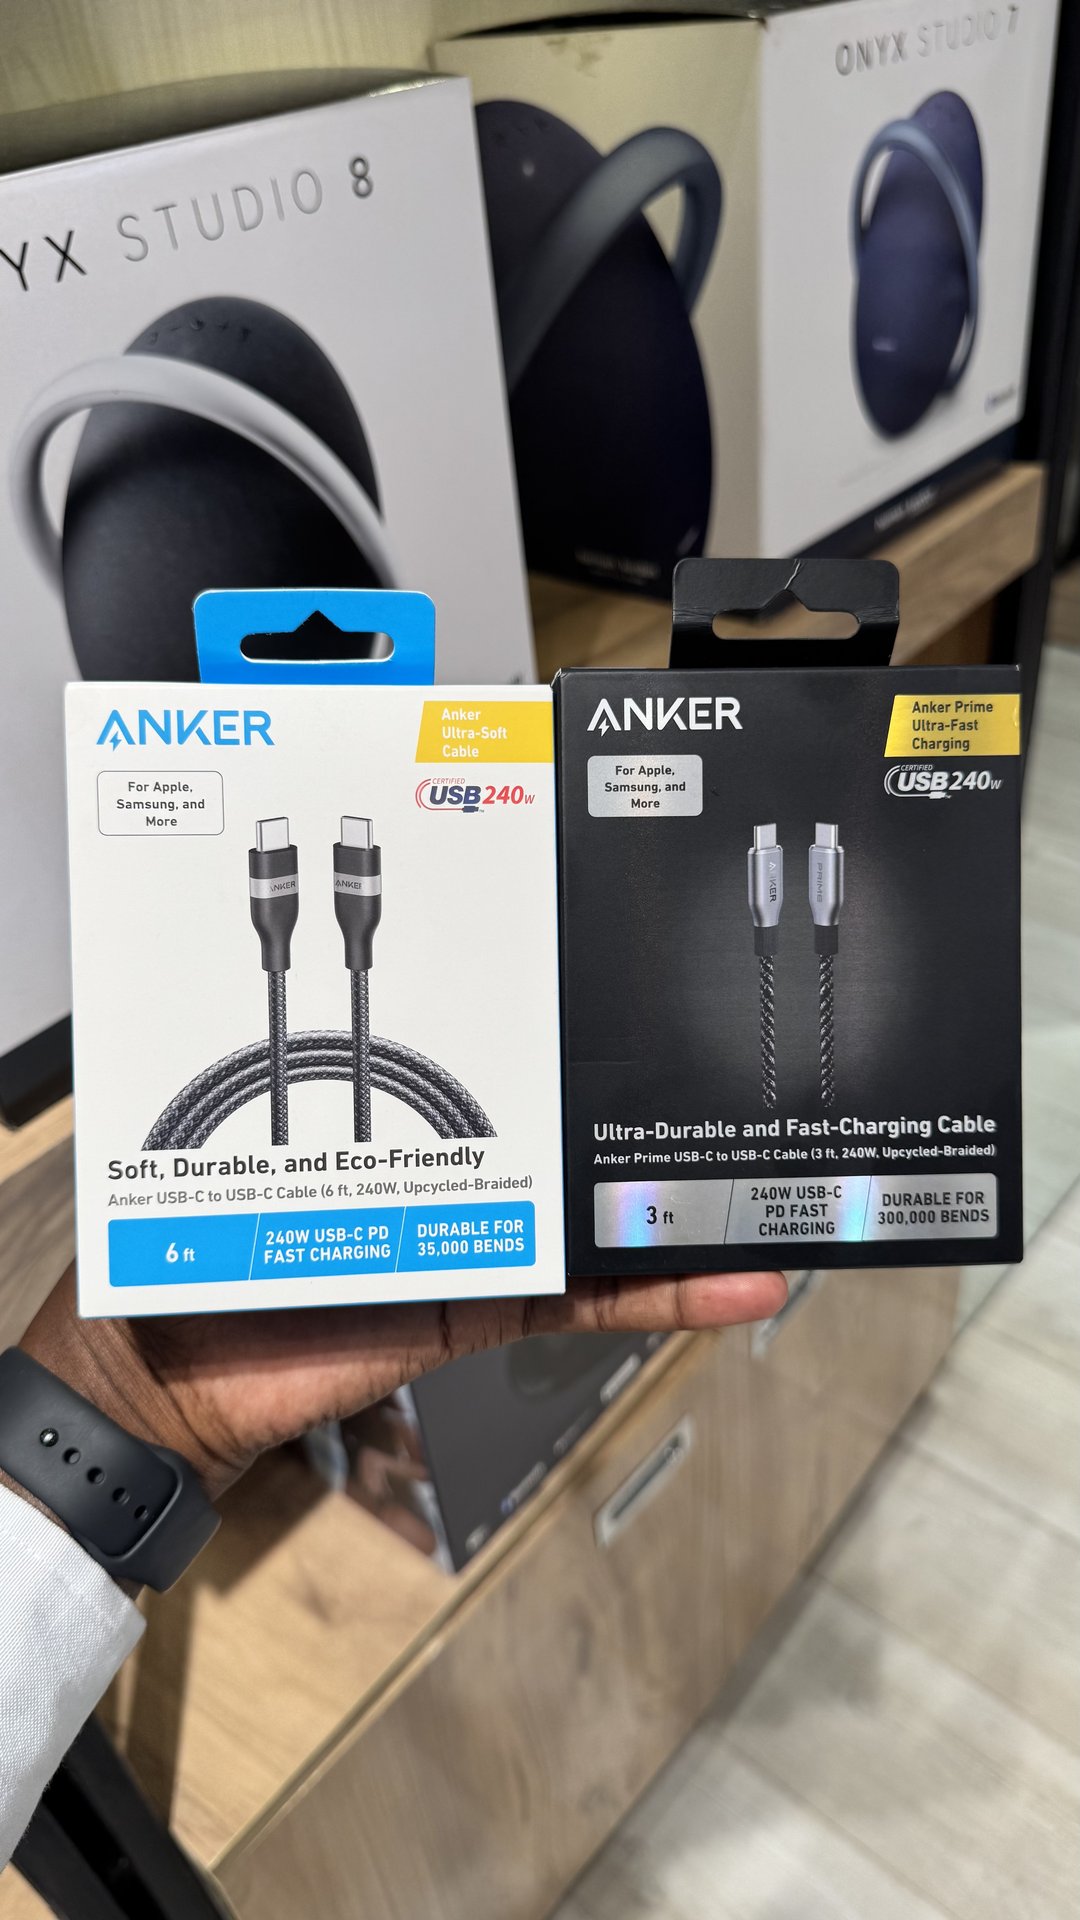 YX STUDIO 8
ONYX STUDIO 7
ANKER
Anker
Ultra-Soft
Cable
For Apple,
Samsung, and
More
CERTIFIED
USB240W
ANKER
ANKER
Soft, Durable, and Eco-Friendly
Anker USB-C to USB-C Cable (6 ft, 240W, Upcycled-Braided)
6 ft
240W USB-C PD
FAST CHARGING
DURABLE FOR
35,000 BENDS
ANKER
Anker Prime
Ultra-Fast
Charging
For Apple,
Samsung, and
More
CERTIFIED
USB240W
ANKER
PRIME
Ultra-Durable and Fast-Charging Cable
Anker Prime USB-C to USB-C Cable (3 ft, 240W, Upcycled-Braided)
3 ft
240W USB-C
PD FAST
CHARGING
DURABLE FOR
300,000 BENDS